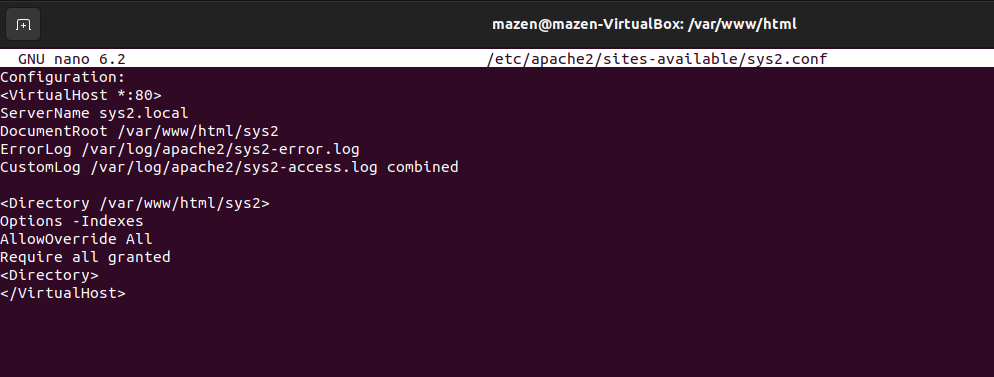 mazen@mazen-VirtualBox: /var/www/html
GNU nano 6.2 /etc/apache2/sites-available/sys2.conf
Configuration:
<VirtualHost *:80>
ServerName sys2.local
DocumentRoot /var/www/html/sys2
ErrorLog /var/log/apache2/sys2-error.log
CustomLog /var/log/apache2/sys2-access.log combined
<Directory /var/www/html/sys2>
Options -Indexes
AllowOverride All
Require all granted
<Directory>
</VirtualHost>